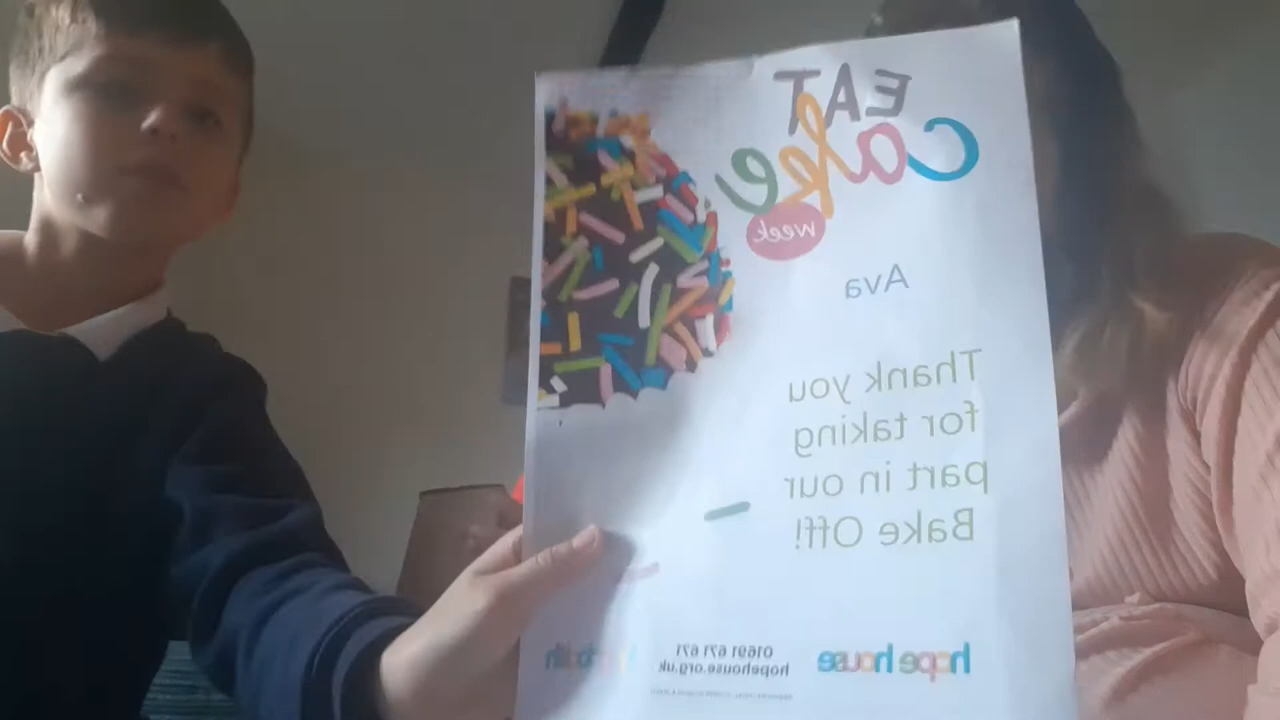 EAT
cake
week
Ava
Thank you
for taking
part in our
Bake Off!
hope house
01691 671 671
hopehouse.org.uk